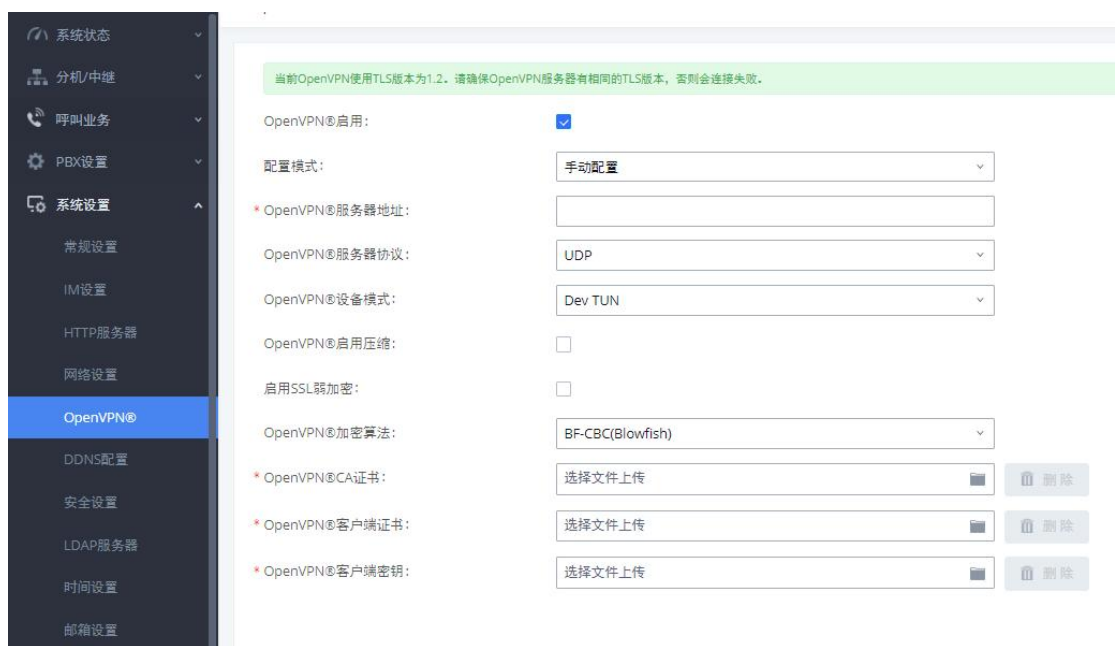 系统状态
分机/中继
呼叫业务
PBX设置
系统设置
常规设置
IM设置
HTTP服务器
网络设置
OpenVPN®
DDNS配置
安全设置
LDAP服务器
时间设置
邮箱设置
当前OpenVPN使用TLS版本为1.2。请确保OpenVPN服务器有相同的TLS版本，否则会连接失败。
OpenVPN®启用：
配置模式： 手动配置
* OpenVPN®服务器地址：
OpenVPN®服务器协议： UDP
OpenVPN®设备模式： Dev TUN
OpenVPN®启用压缩：
启用SSL弱加密：
OpenVPN®加密算法： BF-CBC(Blowfish)
* OpenVPN®CA证书： 选择文件上传 删除
* OpenVPN®客户端证书： 选择文件上传 删除
* OpenVPN®客户端密钥： 选择文件上传 删除